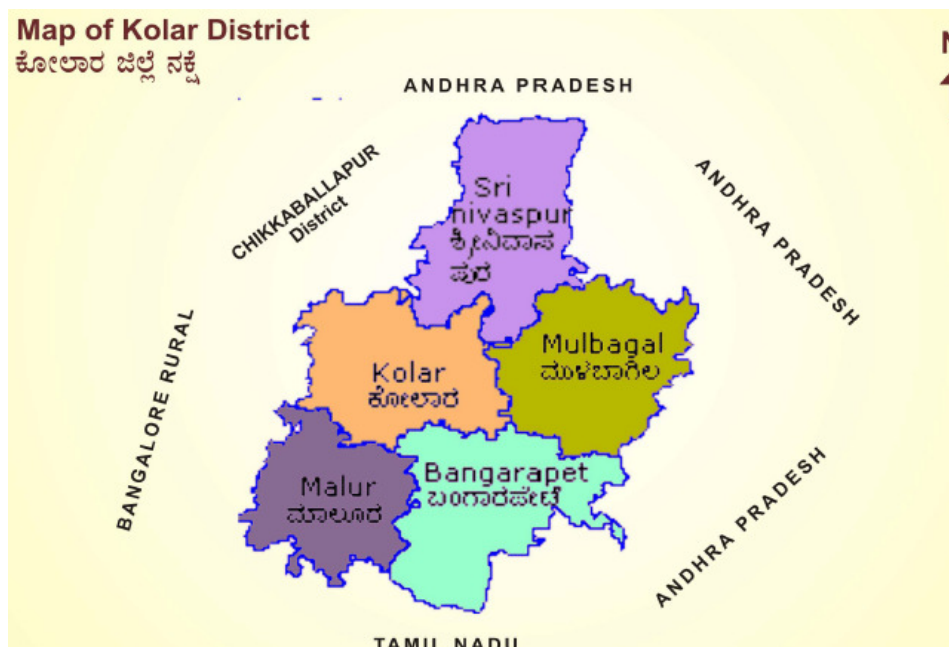 Map of Kolar District
ಕೋಲಾರ ಜಿಲ್ಲೆ ನಕ್ಷೆ
N
ANDHRA PRADESH
CHIKKABALLAPUR
District
ANDHRA PRADESH
Sri
nivaspur
ಶ್ರೀನಿವಾಸ
ಪುರ
BANGALORE RURAL
Kolar
ಕೋಲಾರ
Mulbagal
ಮುಳಬಾಗಿಲ
Malur
ಮಾಲೂರ
Bangarapet
ಬಂಗಾರಪೇಟೆ
ANDHRA PRADESH
TAMIL NADU